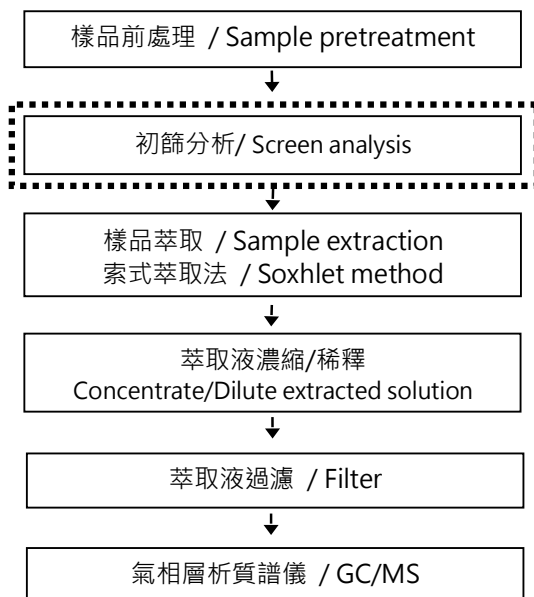 樣品前處理 / Sample pretreatment
初篩分析/ Screen analysis
樣品萃取 / Sample extraction
索式萃取法 / Soxhlet method
萃取液濃縮/稀釋
Concentrate/Dilute extracted solution
萃取液過濾 / Filter
氣相層析質譜儀 / GC/MS